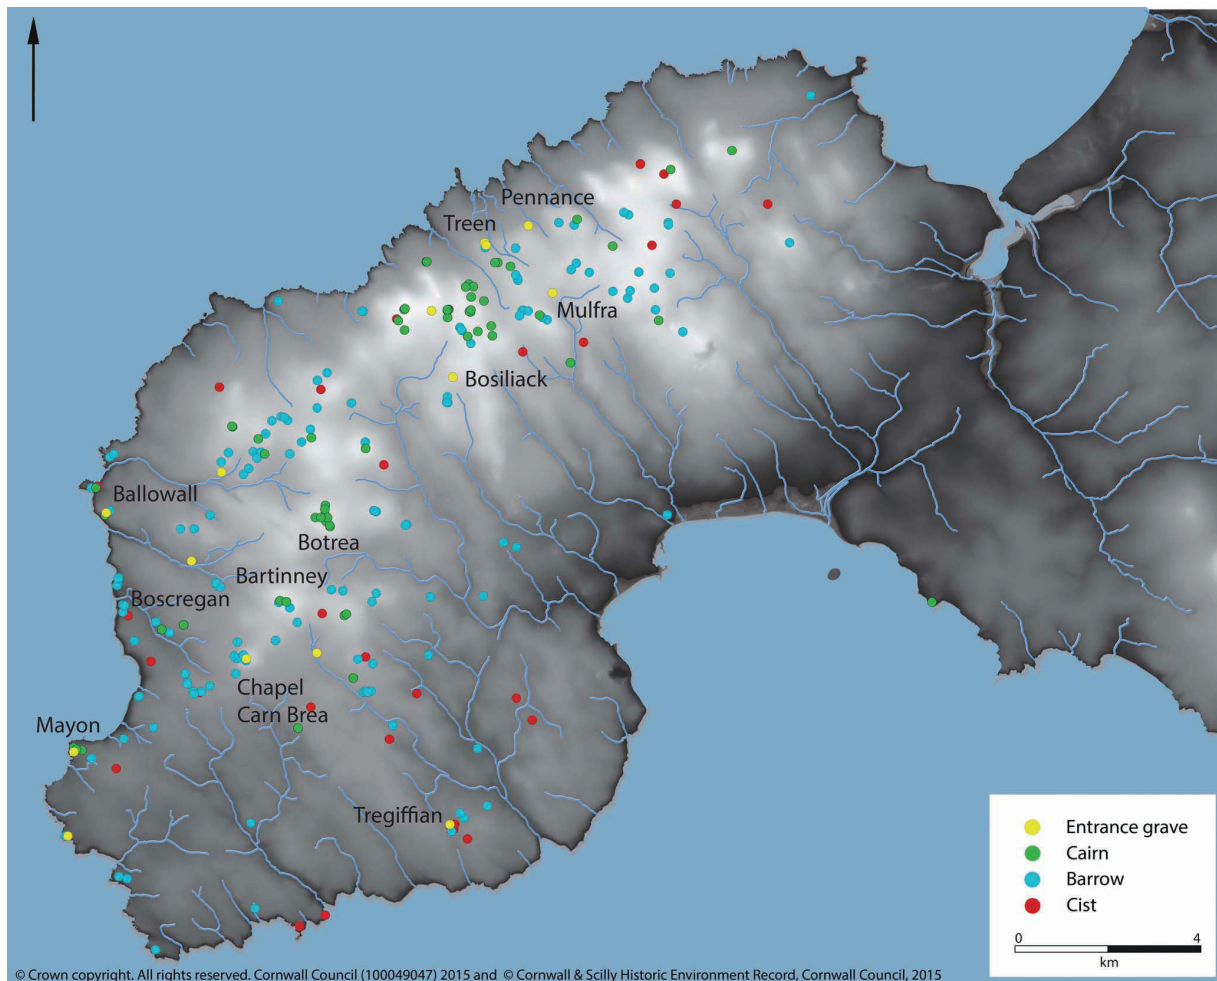 Pennance
Treen
Mulfra
Bosiliack
Ballowall
Botrea
Bartinney
Boscregan
Chapel
Carn Brea
Mayon
Tregiffian
Entrance grave
Cairn
Barrow
Cist
0 4
km
© Crown copyright. All rights reserved. Cornwall Council (100049047) 2015 and © Cornwall & Scilly Historic Environment Record, Cornwall Council, 2015